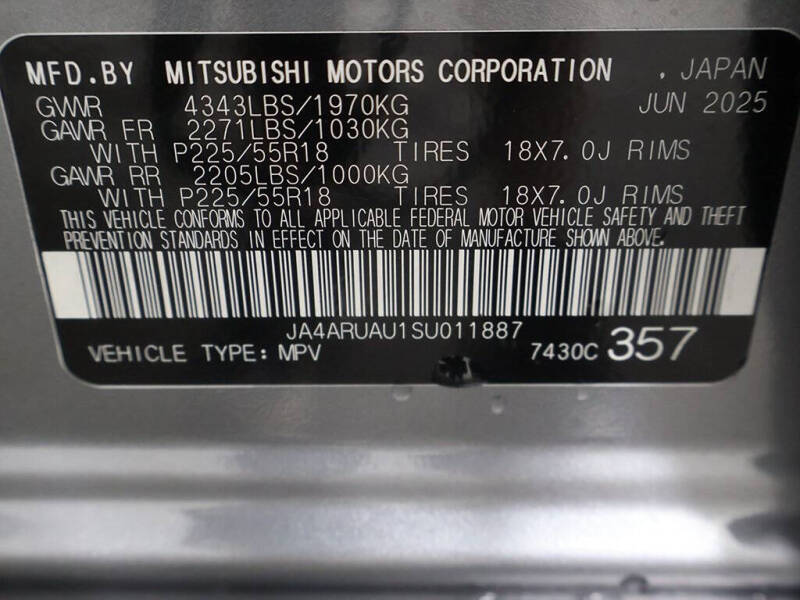 MFD.BY MITSUBISHI MOTORS CORPORATION , JAPAN
GVWR 4343LBS/1970KG JUN 2025
GAWR FR 2271LBS/1030KG
WITH P225/55R18 TIRES 18X7.0J RIMS
GAWR RR 2205LBS/1000KG
WITH P225/55R18 TIRES 18X7.0J RIMS
THIS VEHICLE CONFORMS TO ALL APPLICABLE FEDERAL MOTOR VEHICLE SAFETY AND THEFT
PREVENTION STANDARDS IN EFFECT ON THE DATE OF MANUFACTURE SHOWN ABOVE.
JA4ARUAU1SU011887
VEHICLE TYPE: MPV 7430C 357